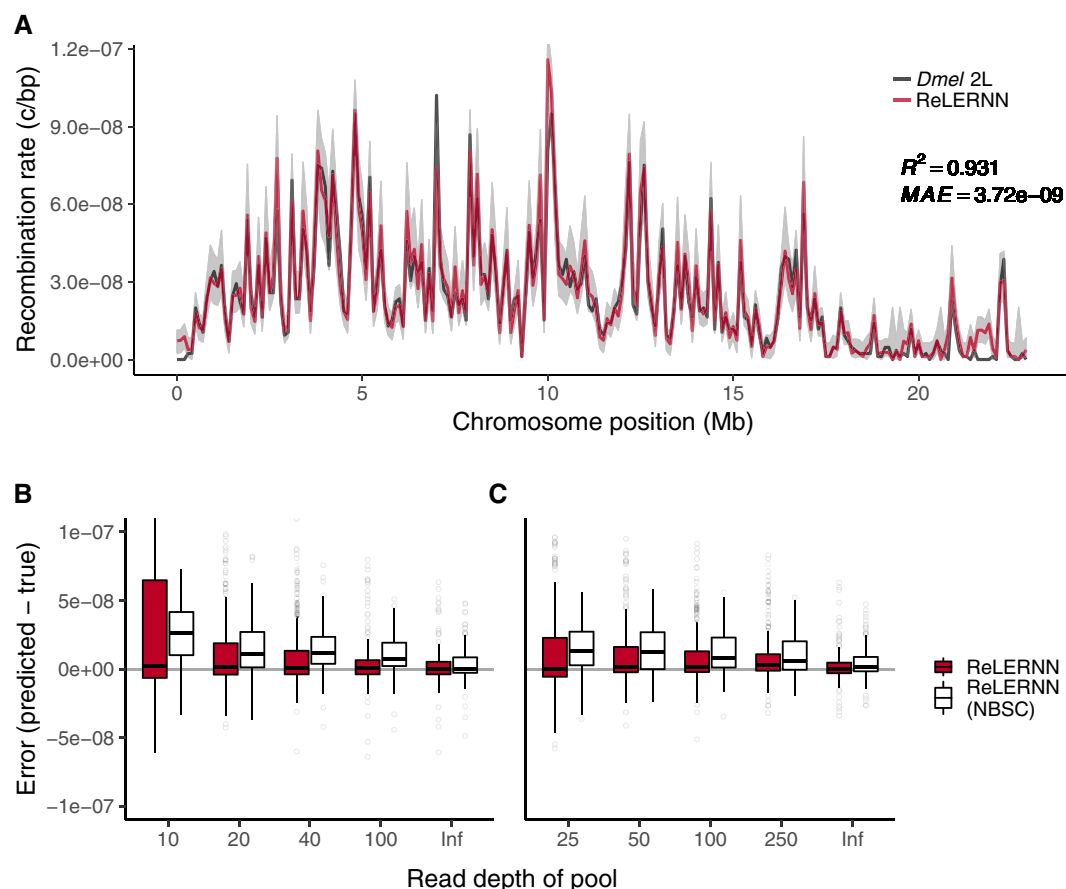 A
Recombination rate (c/bp)
1.2e−07
9.0e−08
6.0e−08
3.0e−08
0.0e+00
Dmel 2L
ReLERNN
R² = 0.931
MAE = 3.72e−09
0 5 10 15 20
Chromosome position (Mb)
B C
Error (predicted − true)
1e−07
5e−08
0e+00
−5e−08
−1e−07
10 20 40 100 Inf
25 50 100 250 Inf
ReLERNN
ReLERNN
(NBSC)
Read depth of pool